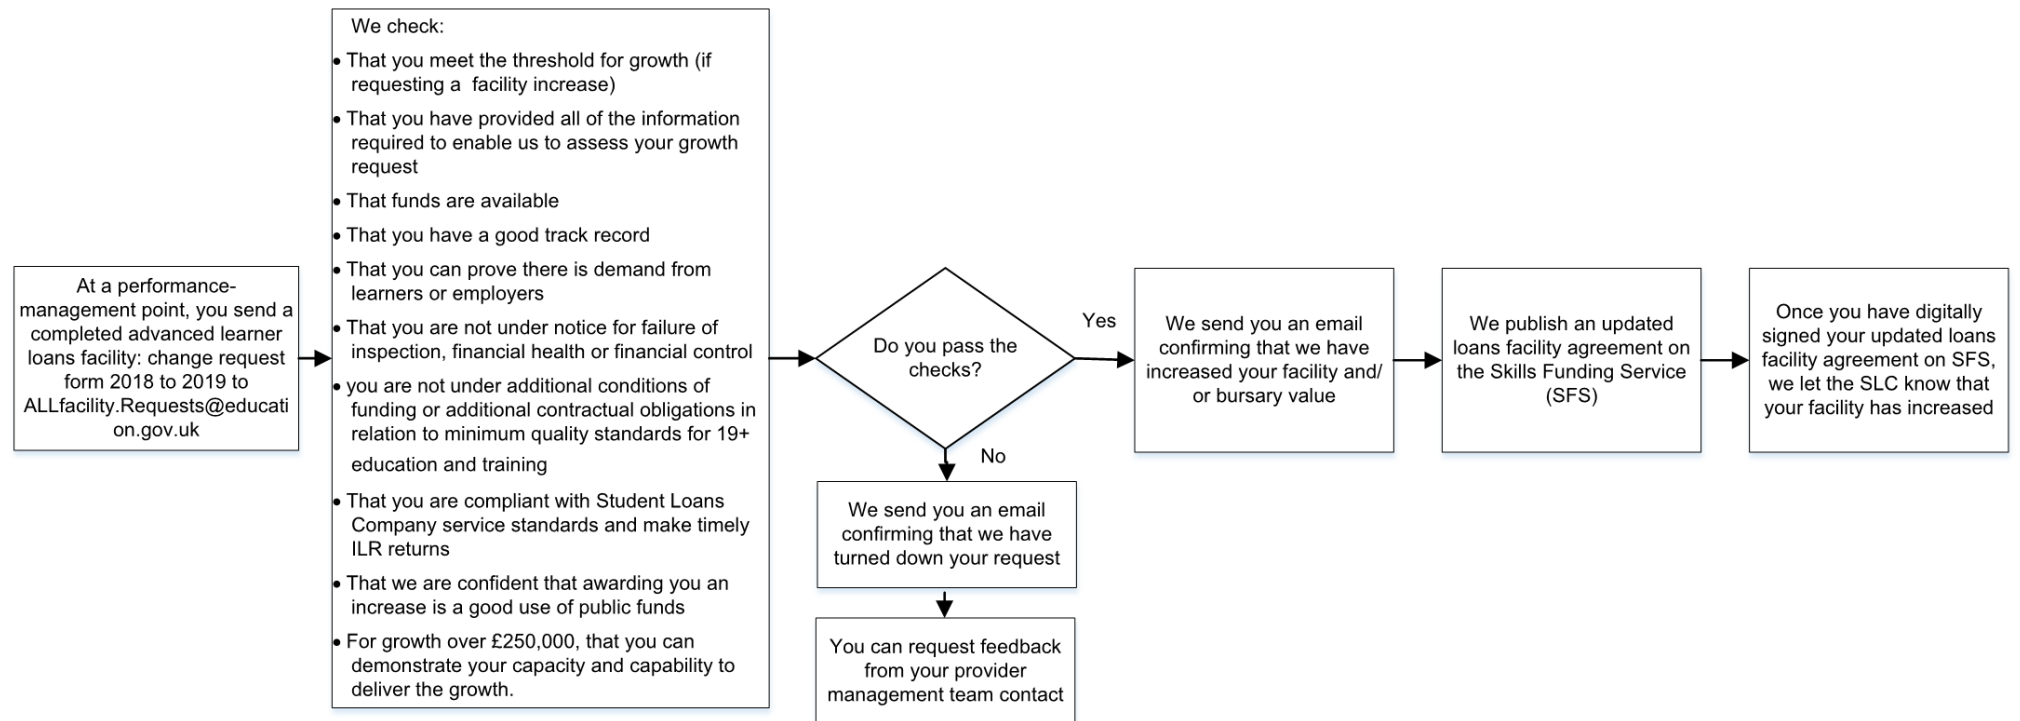 At a performance-
management point, you send a
completed advanced learner
loans facility: change request
form 2018 to 2019 to
ALLfacility.Requests@educati
on.gov.uk
We check:
• That you meet the threshold for growth (if
requesting a facility increase)
• That you have provided all of the information
required to enable us to assess your growth
request
• That funds are available
• That you have a good track record
• That you can prove there is demand from
learners or employers
• That you are not under notice for failure of
inspection, financial health or financial control
• you are not under additional conditions of
funding or additional contractual obligations in
relation to minimum quality standards for 19+
education and training
• That you are compliant with Student Loans
Company service standards and make timely
ILR returns
• That we are confident that awarding you an
increase is a good use of public funds
• For growth over £250,000, that you can
demonstrate your capacity and capability to
deliver the growth.
Do you pass the
checks?
Yes
We send you an email
confirming that we have
increased your facility and/
or bursary value
We publish an updated
loans facility agreement on
the Skills Funding Service
(SFS)
Once you have digitally
signed your updated loans
facility agreement on SFS,
we let the SLC know that
your facility has increased
No
We send you an email
confirming that we have
turned down your request
You can request feedback
from your provider
management team contact